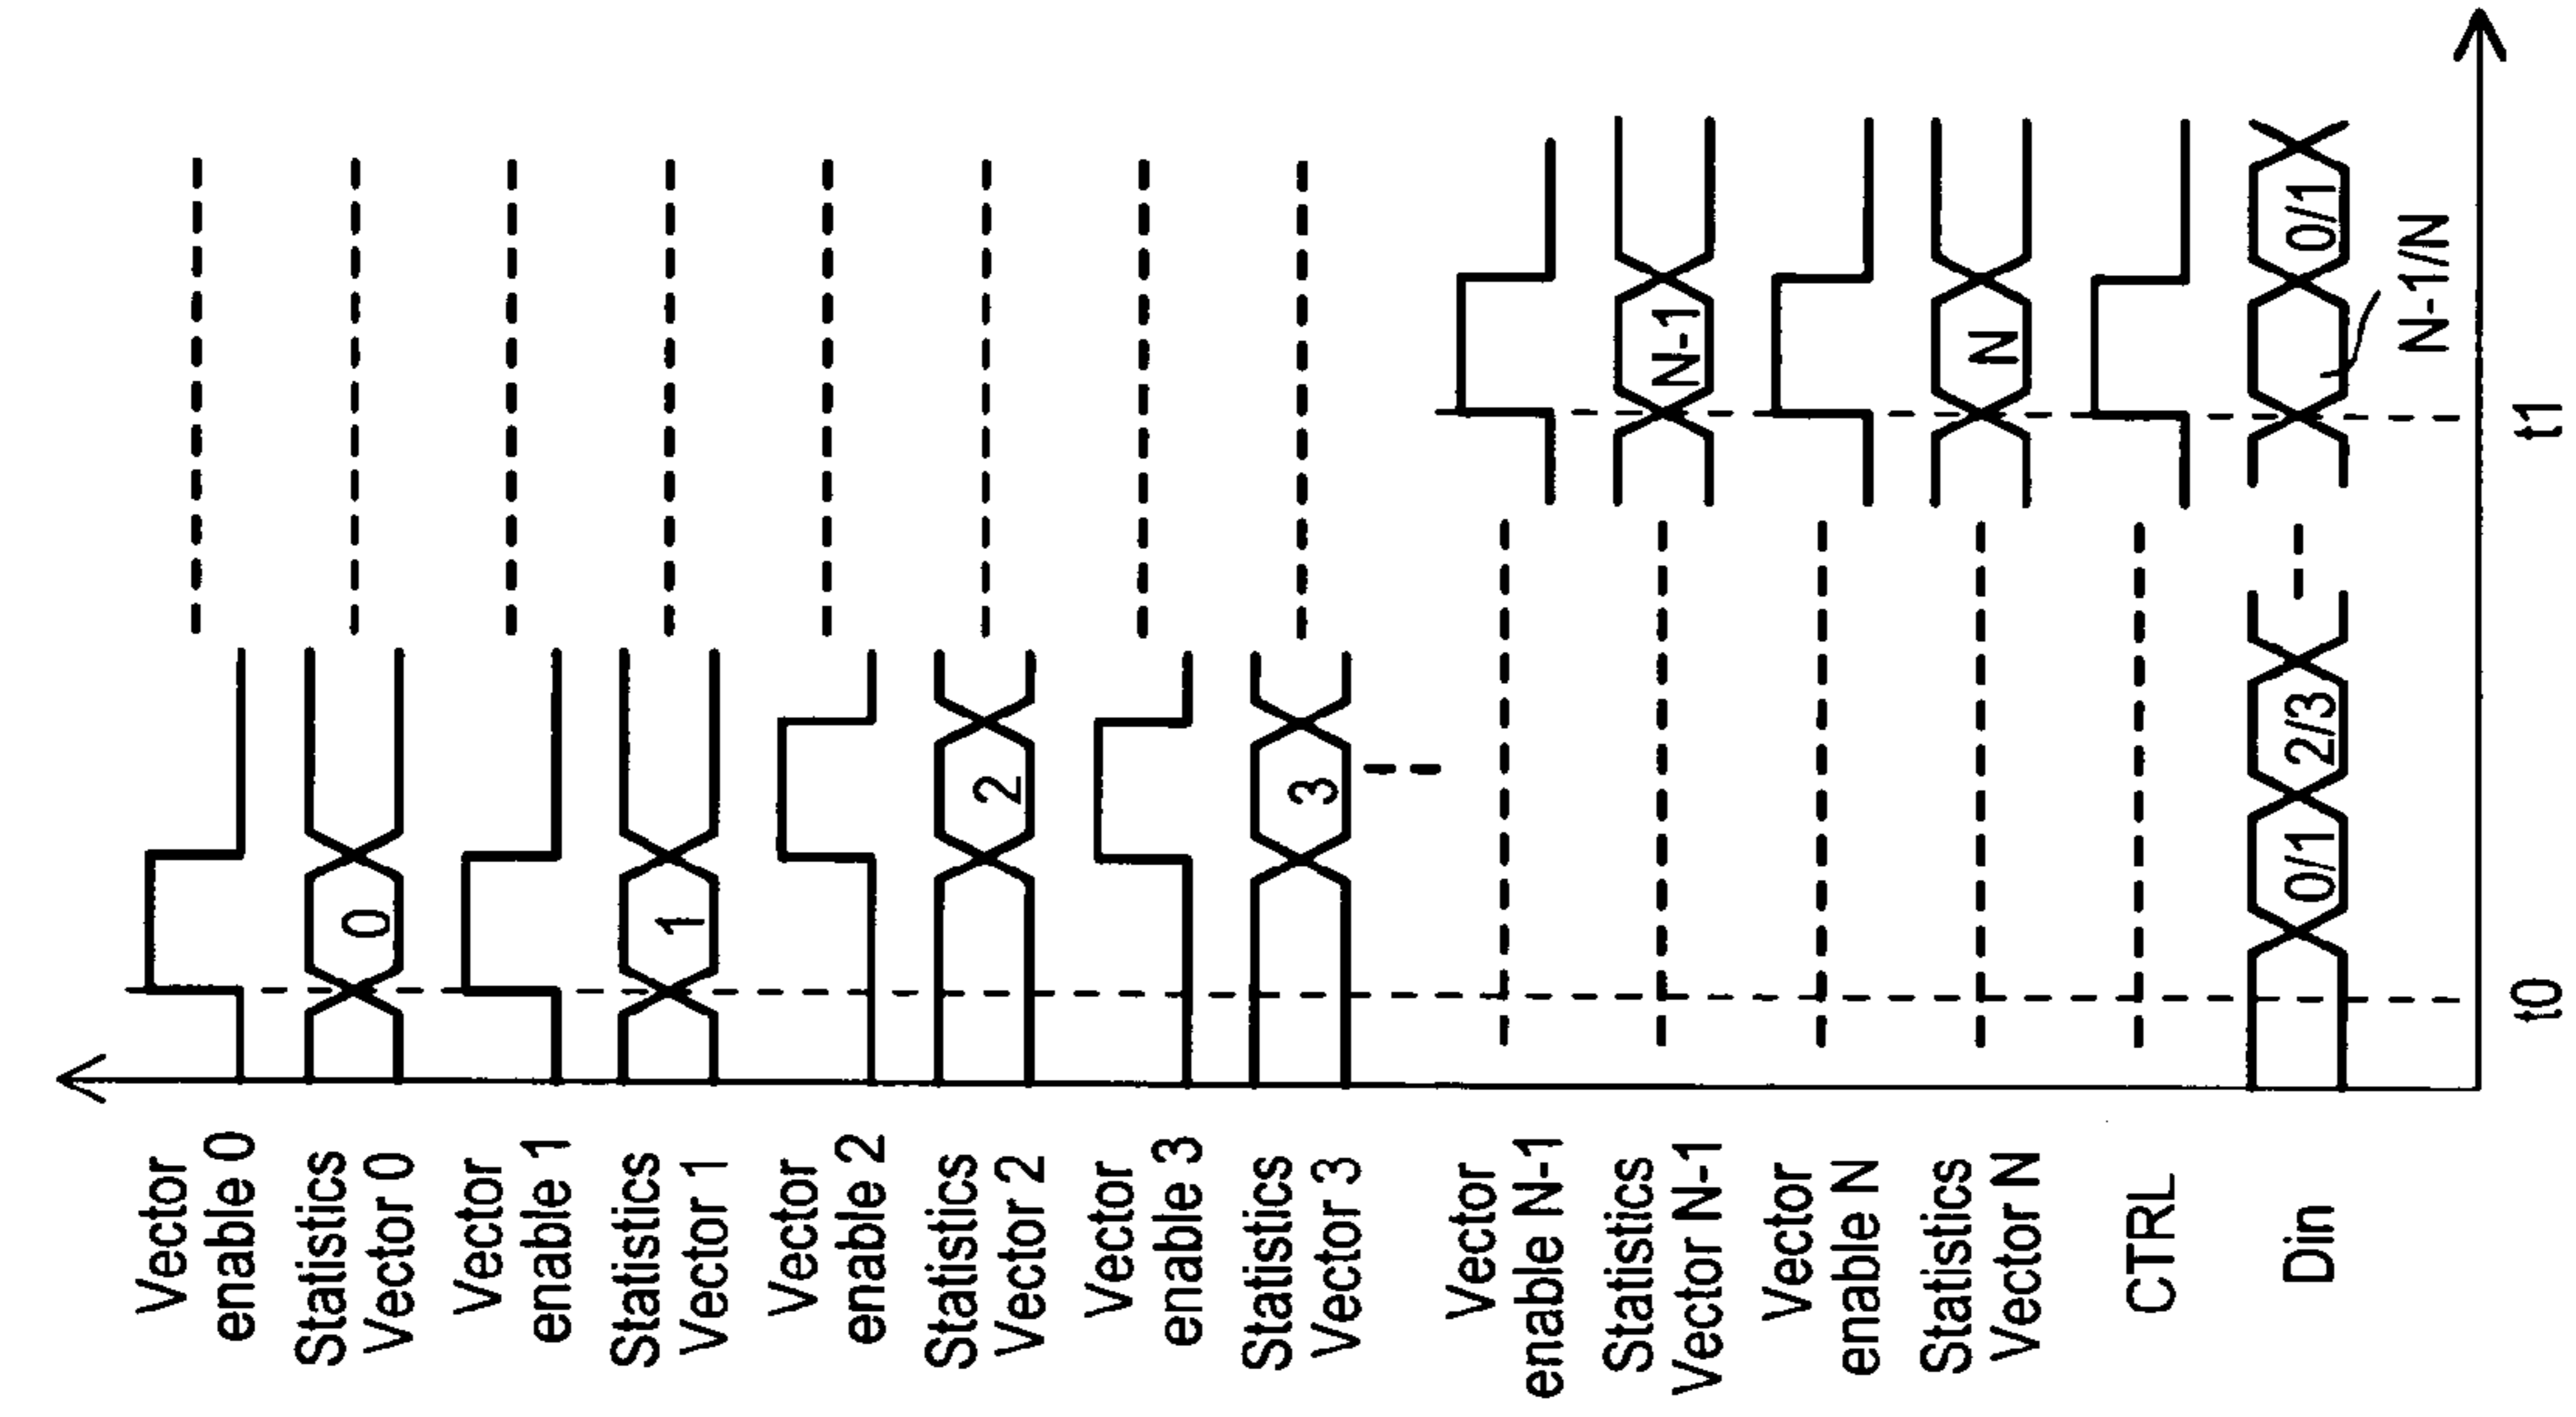 Vector
enable 0
Statistics
Vector 0
0
Vector
enable 1
Statistics
Vector 1
1
Vector
enable 2
Statistics
Vector 2
2
Vector
enable 3
Statistics
Vector 3
3
Vector
enable N-1
Statistics
Vector N-1
N-1
Vector
enable N
Statistics
Vector N
N
CTRL
Din
0/1
2/3
0/1
N-1/N
t0
t1